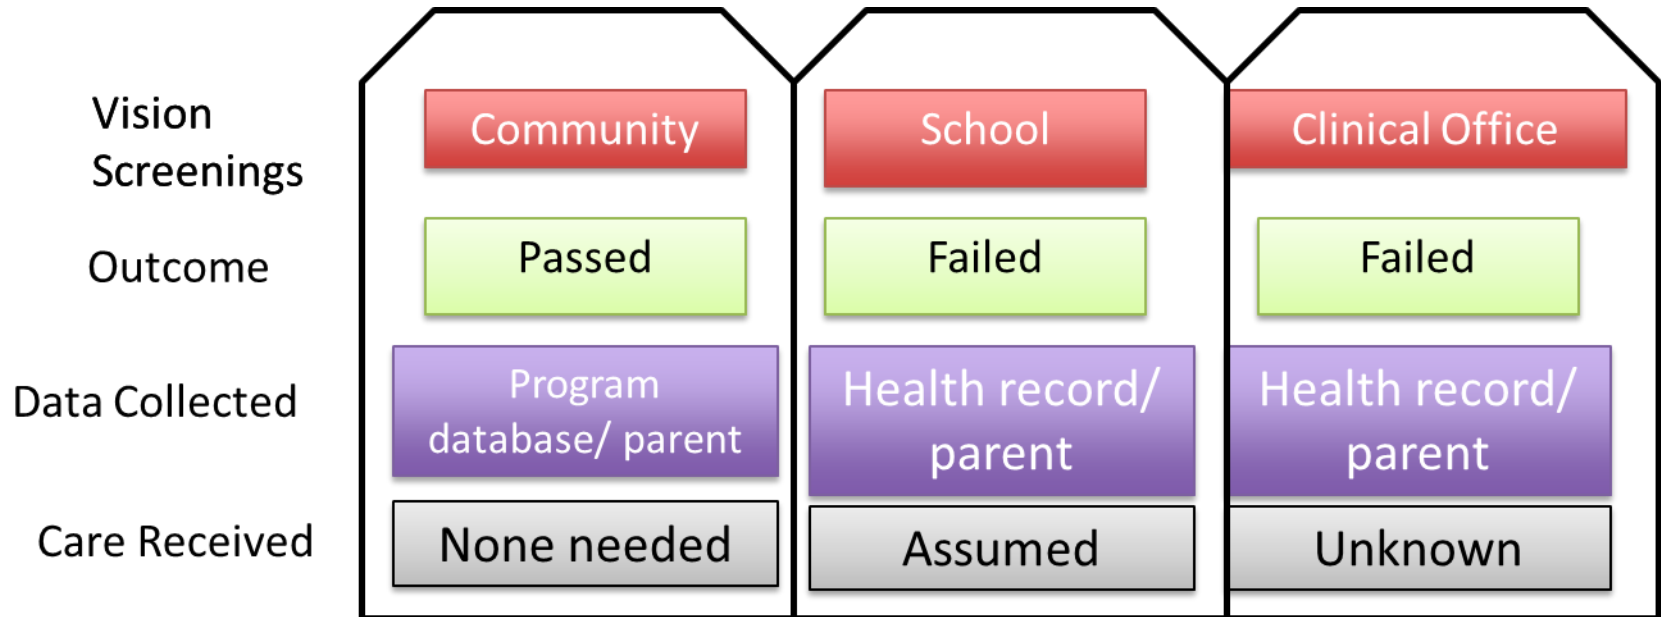 Vision
Screenings
Community
School
Clinical Office
Outcome
Passed
Failed
Failed
Data Collected
Program
database/ parent
Health record/
parent
Health record/
parent
Care Received
None needed
Assumed
Unknown